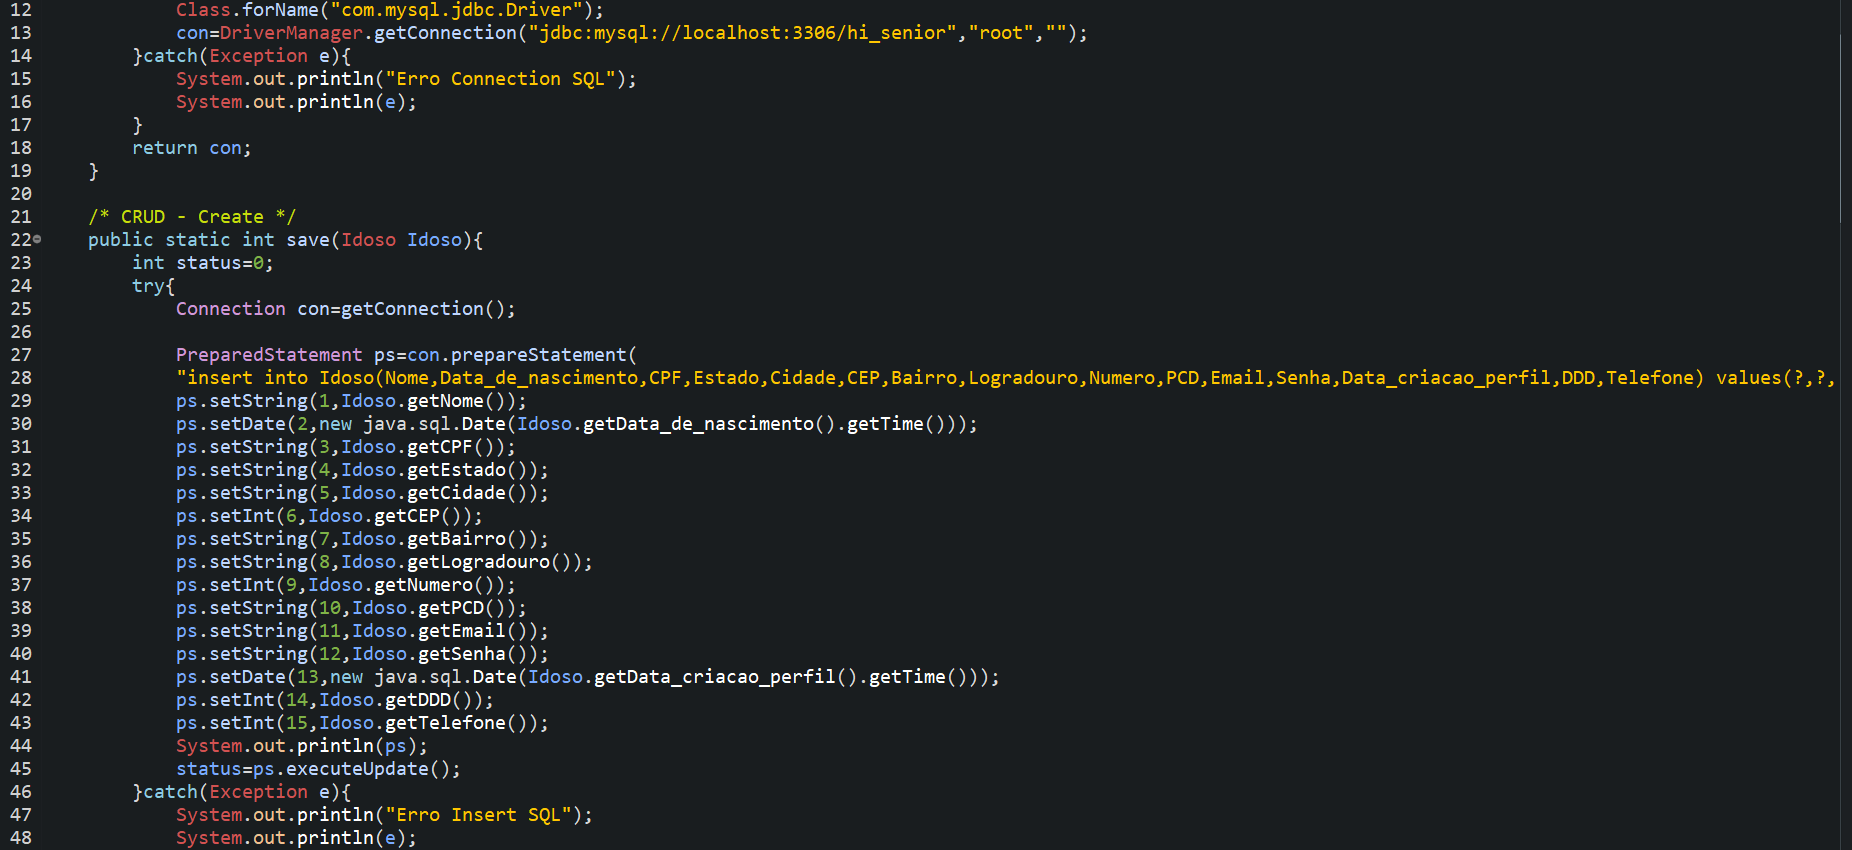 12 Class.forName("com.mysql.jdbc.Driver");
13 con=DriverManager.getConnection("jdbc:mysql://localhost:3306/hi_senior","root","");
14 }catch(Exception e){
15 System.out.println("Erro Connection SQL");
16 System.out.println(e);
17 }
18 return con;
19 }
20
21 /* CRUD - Create */
22 public static int save(Idoso Idoso){
23 int status=0;
24 try{
25 Connection con=getConnection();
26
27 PreparedStatement ps=con.prepareStatement(
28 "insert into Idoso(Nome,Data_de_nascimento,CPF,Estado,Cidade,CEP,Bairro,Logradouro,Numero,PCD,Email,Senha,Data_criacao_perfil,DDD,Telefone) values(?,?,
29 ps.setString(1,Idoso.getNome());
30 ps.setDate(2,new java.sql.Date(Idoso.getData_de_nascimento().getTime()));
31 ps.setString(3,Idoso.getCPF());
32 ps.setString(4,Idoso.getEstado());
33 ps.setString(5,Idoso.getCidade());
34 ps.setInt(6,Idoso.getCEP());
35 ps.setString(7,Idoso.getBairro());
36 ps.setString(8,Idoso.getLogradouro());
37 ps.setInt(9,Idoso.getNumero());
38 ps.setString(10,Idoso.getPCD());
39 ps.setString(11,Idoso.getEmail());
40 ps.setString(12,Idoso.getSenha());
41 ps.setDate(13,new java.sql.Date(Idoso.getData_criacao_perfil().getTime()));
42 ps.setInt(14,Idoso.getDDD());
43 ps.setInt(15,Idoso.getTelefone());
44 System.out.println(ps);
45 status=ps.executeUpdate();
46 }catch(Exception e){
47 System.out.println("Erro Insert SQL");
48 System.out.println(e);